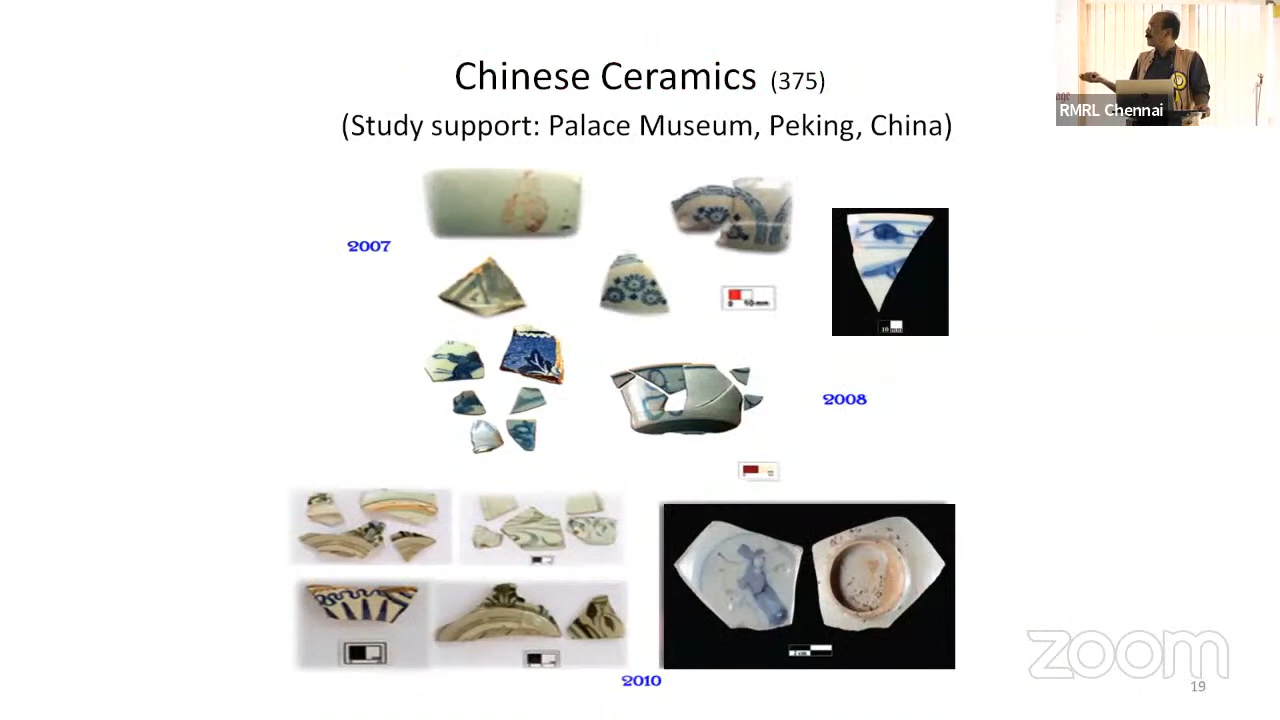 Chinese Ceramics (375)
(Study support: Palace Museum, Peking, China)
RMRL Chennai
2007
2008
2010
zoom
19